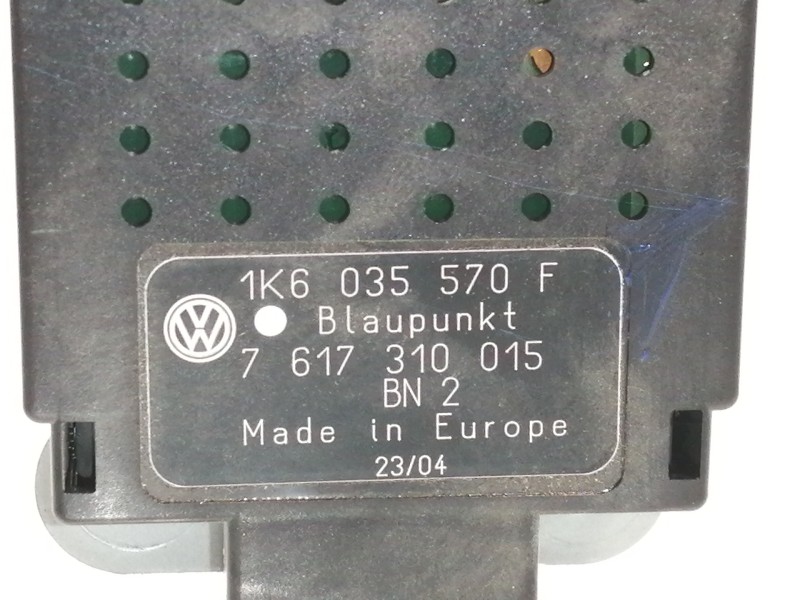 1K6 035 570 F
Blaupunkt
7 617 310 015
BN 2
Made in Europe
23/04